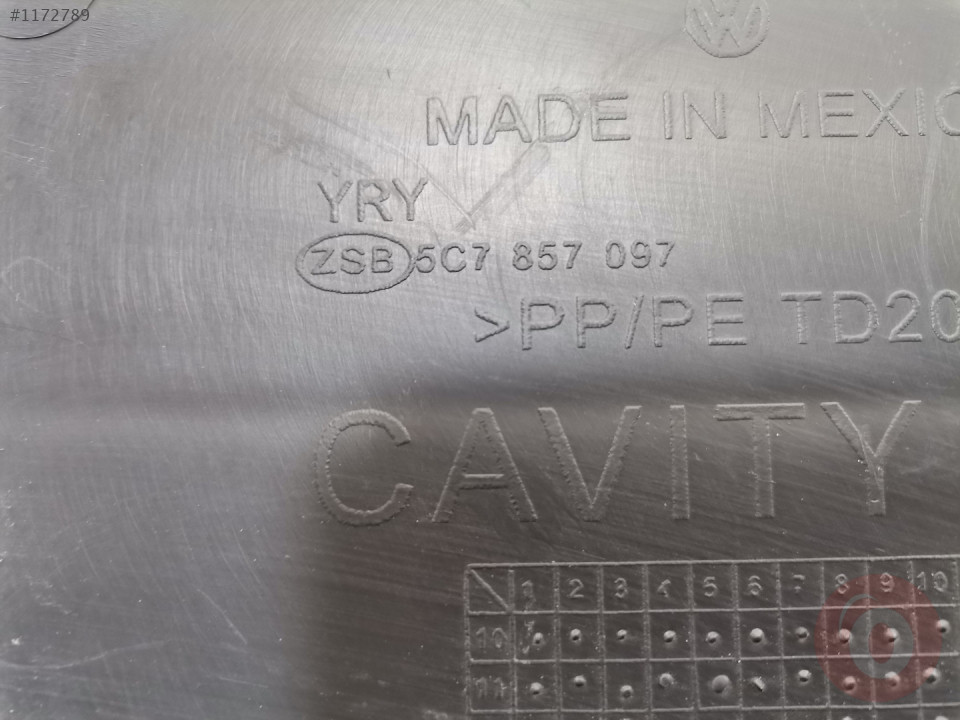 #1172789
MADE IN MEXIC
YRY
ZSB 5C7 857 097
>PP/PE TD20
CAVITY
1 2 3 4 5 6 7 8 9 10
10
11